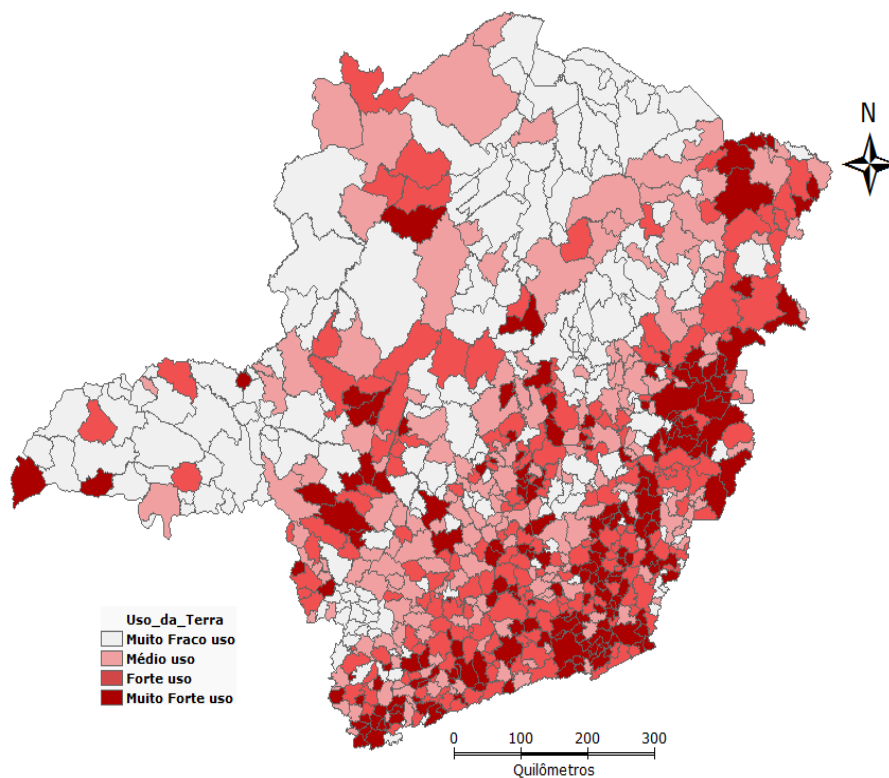 N
Uso_da_Terra
Muito Fraco uso
Médio uso
Forte uso
Muito Forte uso
0 100 200 300
Quilômetros